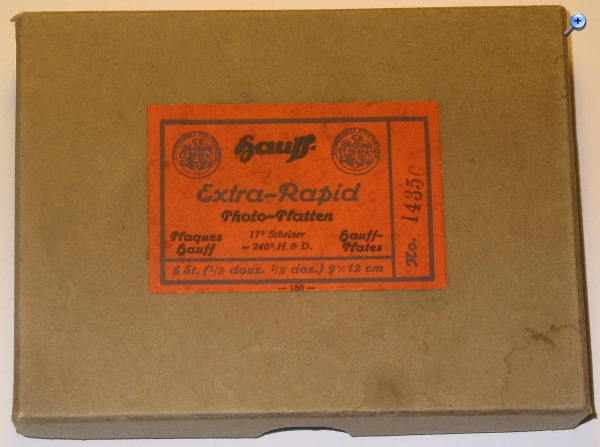 Hauff
Extra-Rapid
Photo-Platten
Plaques Hauff
17° Scheiner
= 240° H. & D.
Hauff-Plates
6 St. (1/2 douz. 1/2 doz.) 9×12 cm
No. 14350
— 180 —